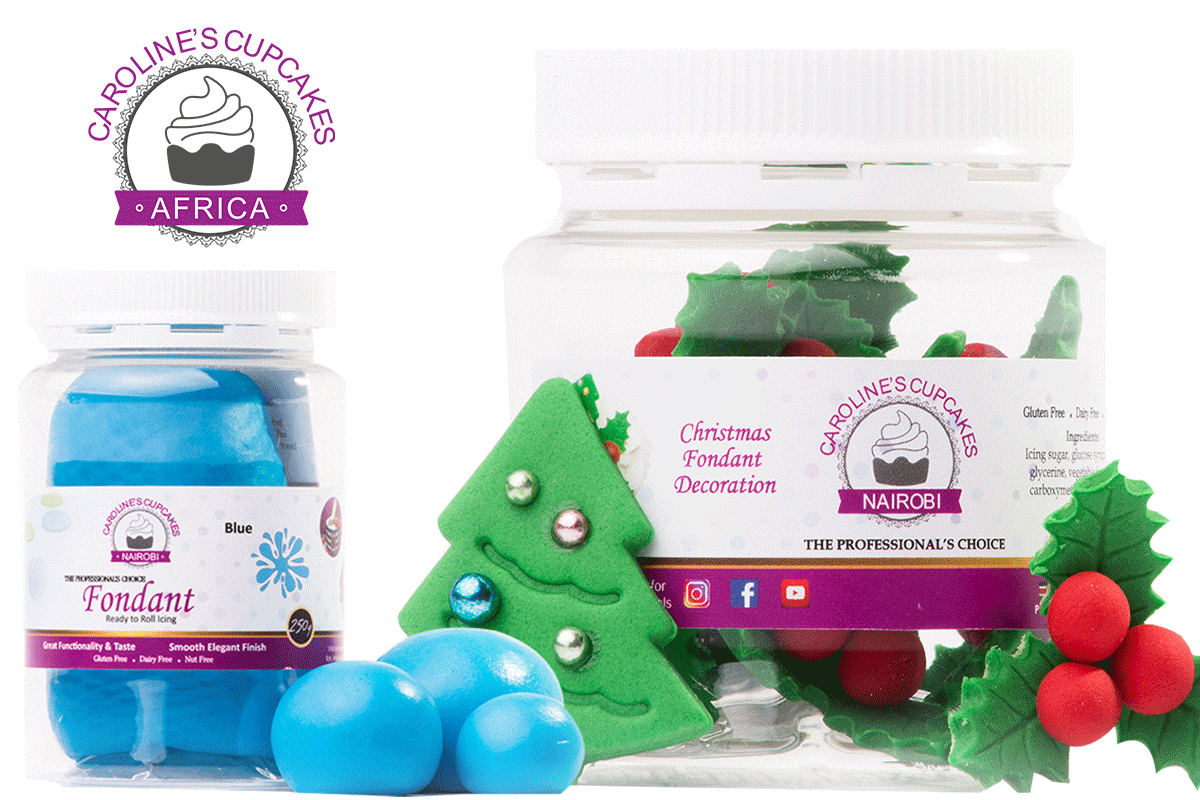 CAROLINE'S CUPCAKES
AFRICA
CAROLINE'S CUPCAKES
NAIROBI
Blue
THE PROFESSIONAL'S CHOICE
Fondant
Ready to Roll Icing
250g
Great Functionality & Taste Smooth Elegant Finish
Gluten Free • Dairy Free • Nut Free
Christmas
Fondant
Decoration
CAROLINE'S CUPCAKES
NAIROBI
THE PROFESSIONAL'S CHOICE
for
Gluten Free • Dairy Free •
Ingredients:
Icing sugar, glucose
glycerine,